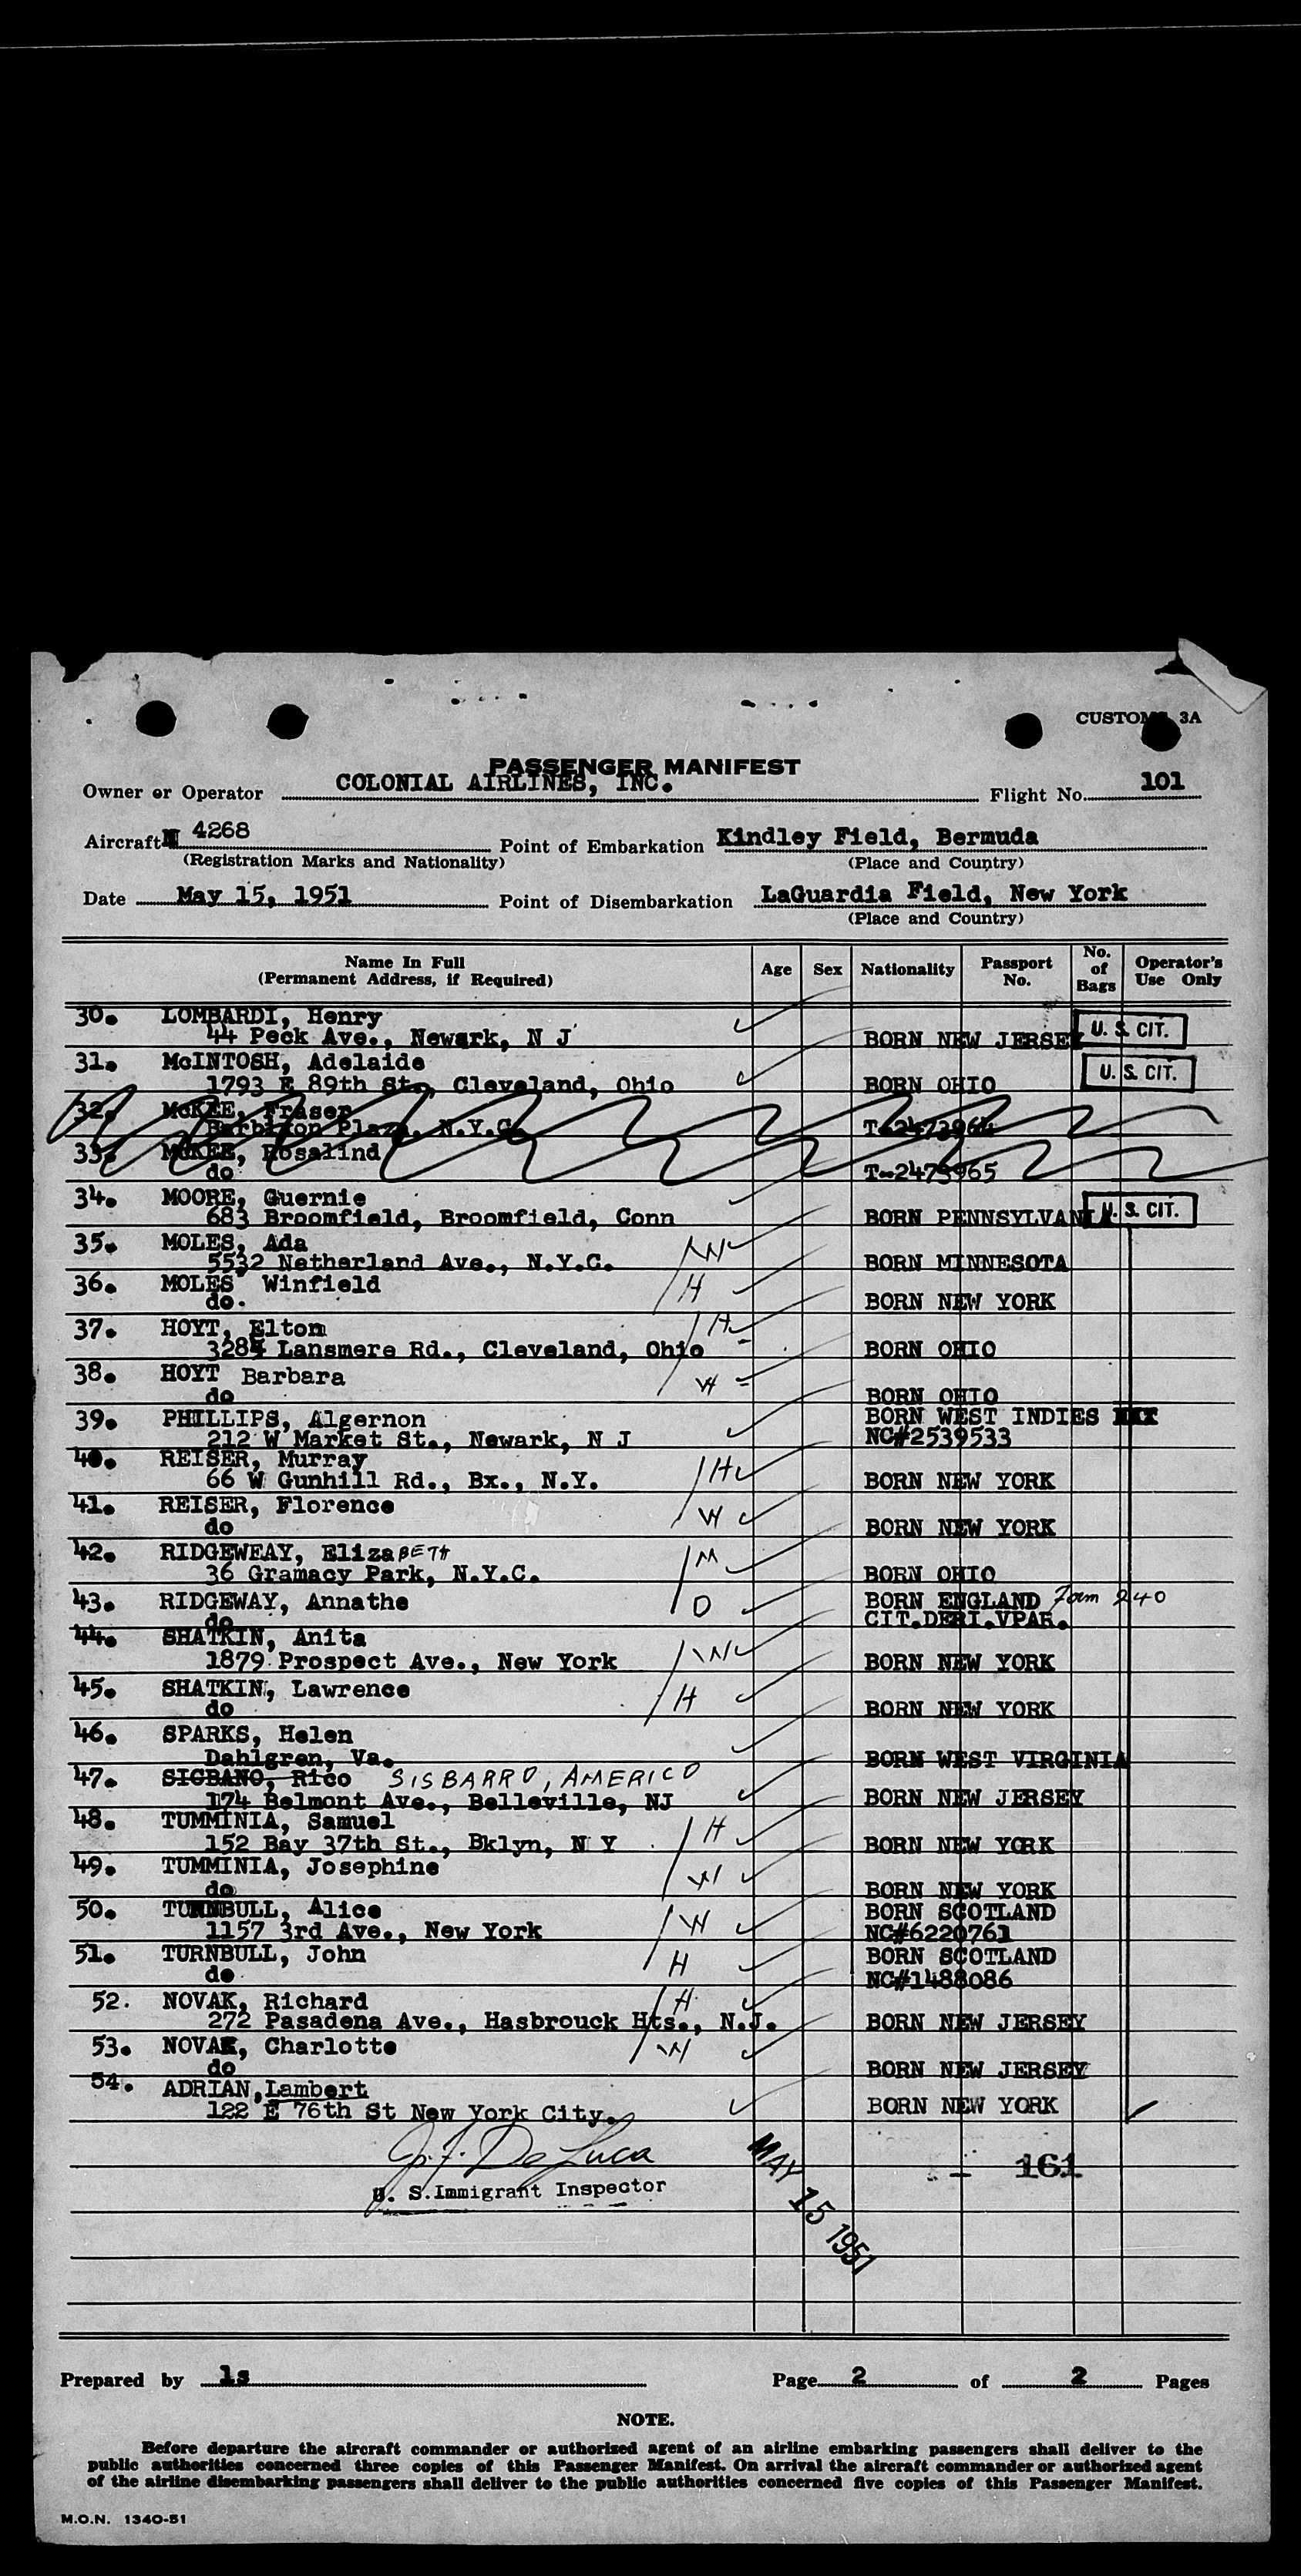 CUSTOMS 3A
PASSENGER MANIFEST
Owner or Operator COLONIAL AIRLINES, INC. Flight No. 101
Aircraft N 4268 Point of Embarkation Kindley Field, Bermuda
(Registration Marks and Nationality) (Place and Country)
Date May 15, 1951 Point of Disembarkation LaGuardia Field, New York
(Place and Country)
Name In Full (Permanent Address, if Required) Age Sex Nationality Passport No. No. of Bags Operator's Use Only
30. LOMBARDI, Henry
44 Peck Ave., Newark, N J BORN NEW JERSEY U. S. CIT.
31. McINTOSH, Adelaide
1793 E 89th St., Cleveland, Ohio BORN OHIO U. S. CIT.
32. McKEE, Fraser
Barbizon Plaza, N.Y.C. T-2473964
33. McKEE, Rosalind
do T-2473965
34. MOORE, Guernie
683 Broomfield, Broomfield, Conn BORN PENNSYLVANIA U. S. CIT.
35. MOLES, Ada W
5532 Netherland Ave., N.Y.C. BORN MINNESOTA
36. MOLES Winfield H
do. BORN NEW YORK
37. HOYT, Elton H
3284 Lansmere Rd., Cleveland, Ohio BORN OHIO
38. HOYT Barbara W
do BORN OHIO
39. PHILLIPS, Algernon BORN WEST INDIES
212 W Market St., Newark, N J NC#2539533
40. REISER, Murray H
66 W Gunhill Rd., Bx., N.Y. BORN NEW YORK
41. REISER, Florence W
do BORN NEW YORK
42. RIDGEWEAY, ElizaBETH M
36 Gramacy Park, N.Y.C. BORN OHIO
43. RIDGEWAY, Annathe D BORN ENGLAND 240
do CIT.DERI.VPAR.
44. SHATKIN, Anita W
1879 Prospect Ave., New York BORN NEW YORK
45. SHATKIN, Lawrence H
do BORN NEW YORK
46. SPARKS, Helen
Dahlgren, Va. BORN WEST VIRGINIA
47. SIGBANO, Rico SISBARRO, AMERICO
174 Belmont Ave., Belleville, NJ BORN NEW JERSEY
48. TUMMINIA, Samuel H
152 Bay 37th St., Bklyn, N Y BORN NEW YORK
49. TUMMINIA, Josephine W
do BORN NEW YORK
50. TURNBULL, Alice W BORN SCOTLAND
1157 3rd Ave., New York NC#6220761
51. TURNBULL, John H BORN SCOTLAND
do NC#1488086
52. NOVAK, Richard H
272 Pasadena Ave., Hasbrouck Hts., N.J. BORN NEW JERSEY
53. NOVAK, Charlotte W
do BORN NEW JERSEY
54. ADRIAN, Lambert
122 E 76th St New York City. BORN NEW YORK
J. J. De Luca
U. S. Immigrant Inspector
MAY 15 1951
161
Prepared by ls Page 2 of 2 Pages
NOTE.
Before departure the aircraft commander or authorized agent of an airline embarking passengers shall deliver to the
public authorities concerned three copies of this Passenger Manifest. On arrival the aircraft commander or authorized agent
of the airline disembarking passengers shall deliver to the public authorities concerned five copies of this Passenger Manifest.
M.O.N. 1340-51